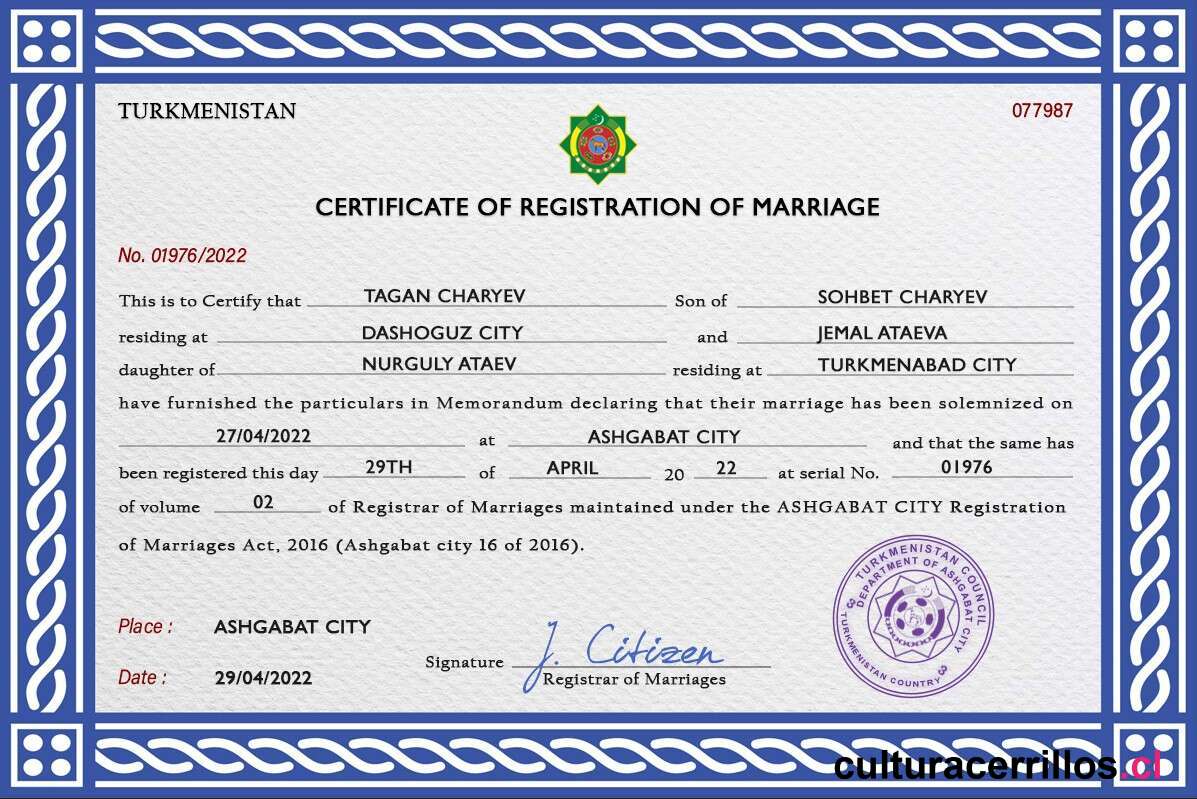 TURKMENISTAN
077987
CERTIFICATE OF REGISTRATION OF MARRIAGE
No. 01976/2022
This is to Certify that TAGAN CHARYEV Son of SOHBET CHARYEV
residing at DASHOGUZ CITY and JEMAL ATAEVA
daughter of NURGULY ATAEV residing at TURKMENABAD CITY
have furnished the particulars in Memorandum declaring that their marriage has been solemnized on
27/04/2022 at ASHGABAT CITY and that the same has
been registered this day 29TH of APRIL 20 22 at serial No. 01976
of volume 02 of Registrar of Marriages maintained under the ASHGABAT CITY Registration
of Marriages Act, 2016 (Ashgabat city 16 of 2016).
TURKMENISTAN COUNCIL
DEPARTMENT OF ASHGABAT CITY
TURKMENISTAN COUNTRY
Place : ASHGABAT CITY
Signature J. Citizen
Registrar of Marriages
Date : 29/04/2022
culturacerrillos.cl